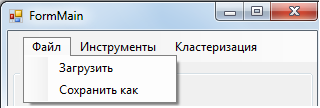 FormMain
Файл Инструменты Кластеризация
Загрузить
Сохранить как